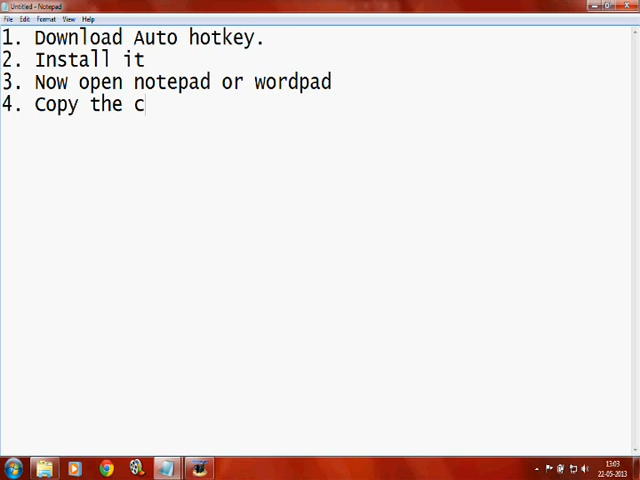 Untitled - Notepad
File Edit Format View Help
1. Download Auto hotkey.
2. Install it
3. Now open notepad or wordpad
4. Copy the c
13:03
22-05-2013